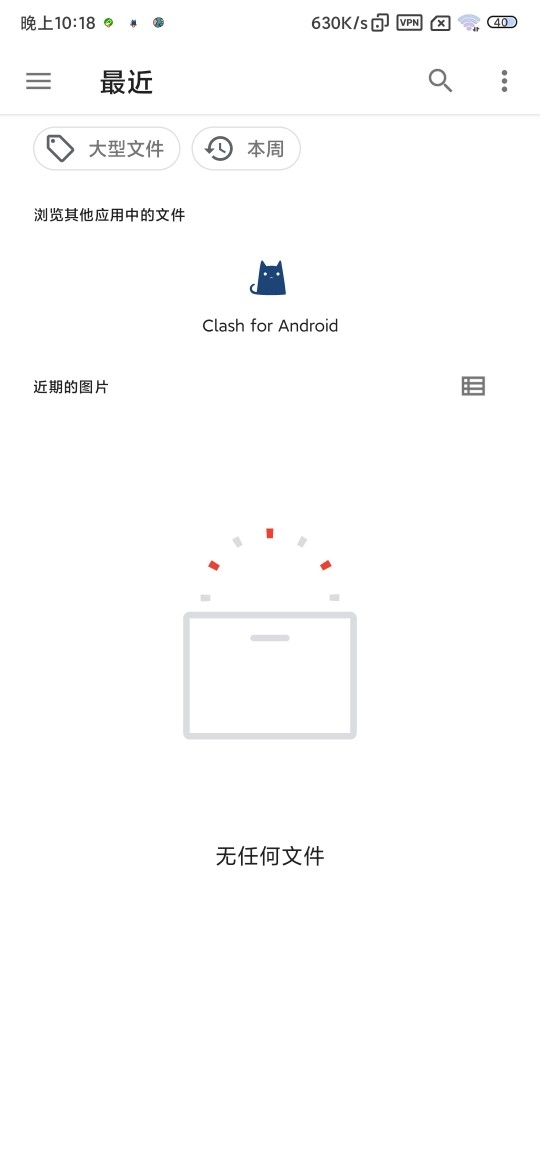 晚上10:18 630K/s VPN 40
最近
大型文件 本周
浏览其他应用中的文件
Clash for Android
近期的图片
无任何文件